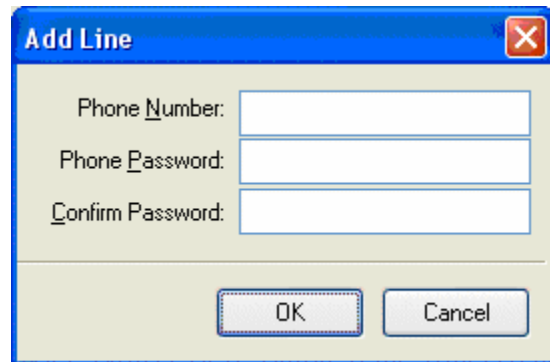 Add Line
Phone Number:
Phone Password:
Confirm Password:
OK Cancel